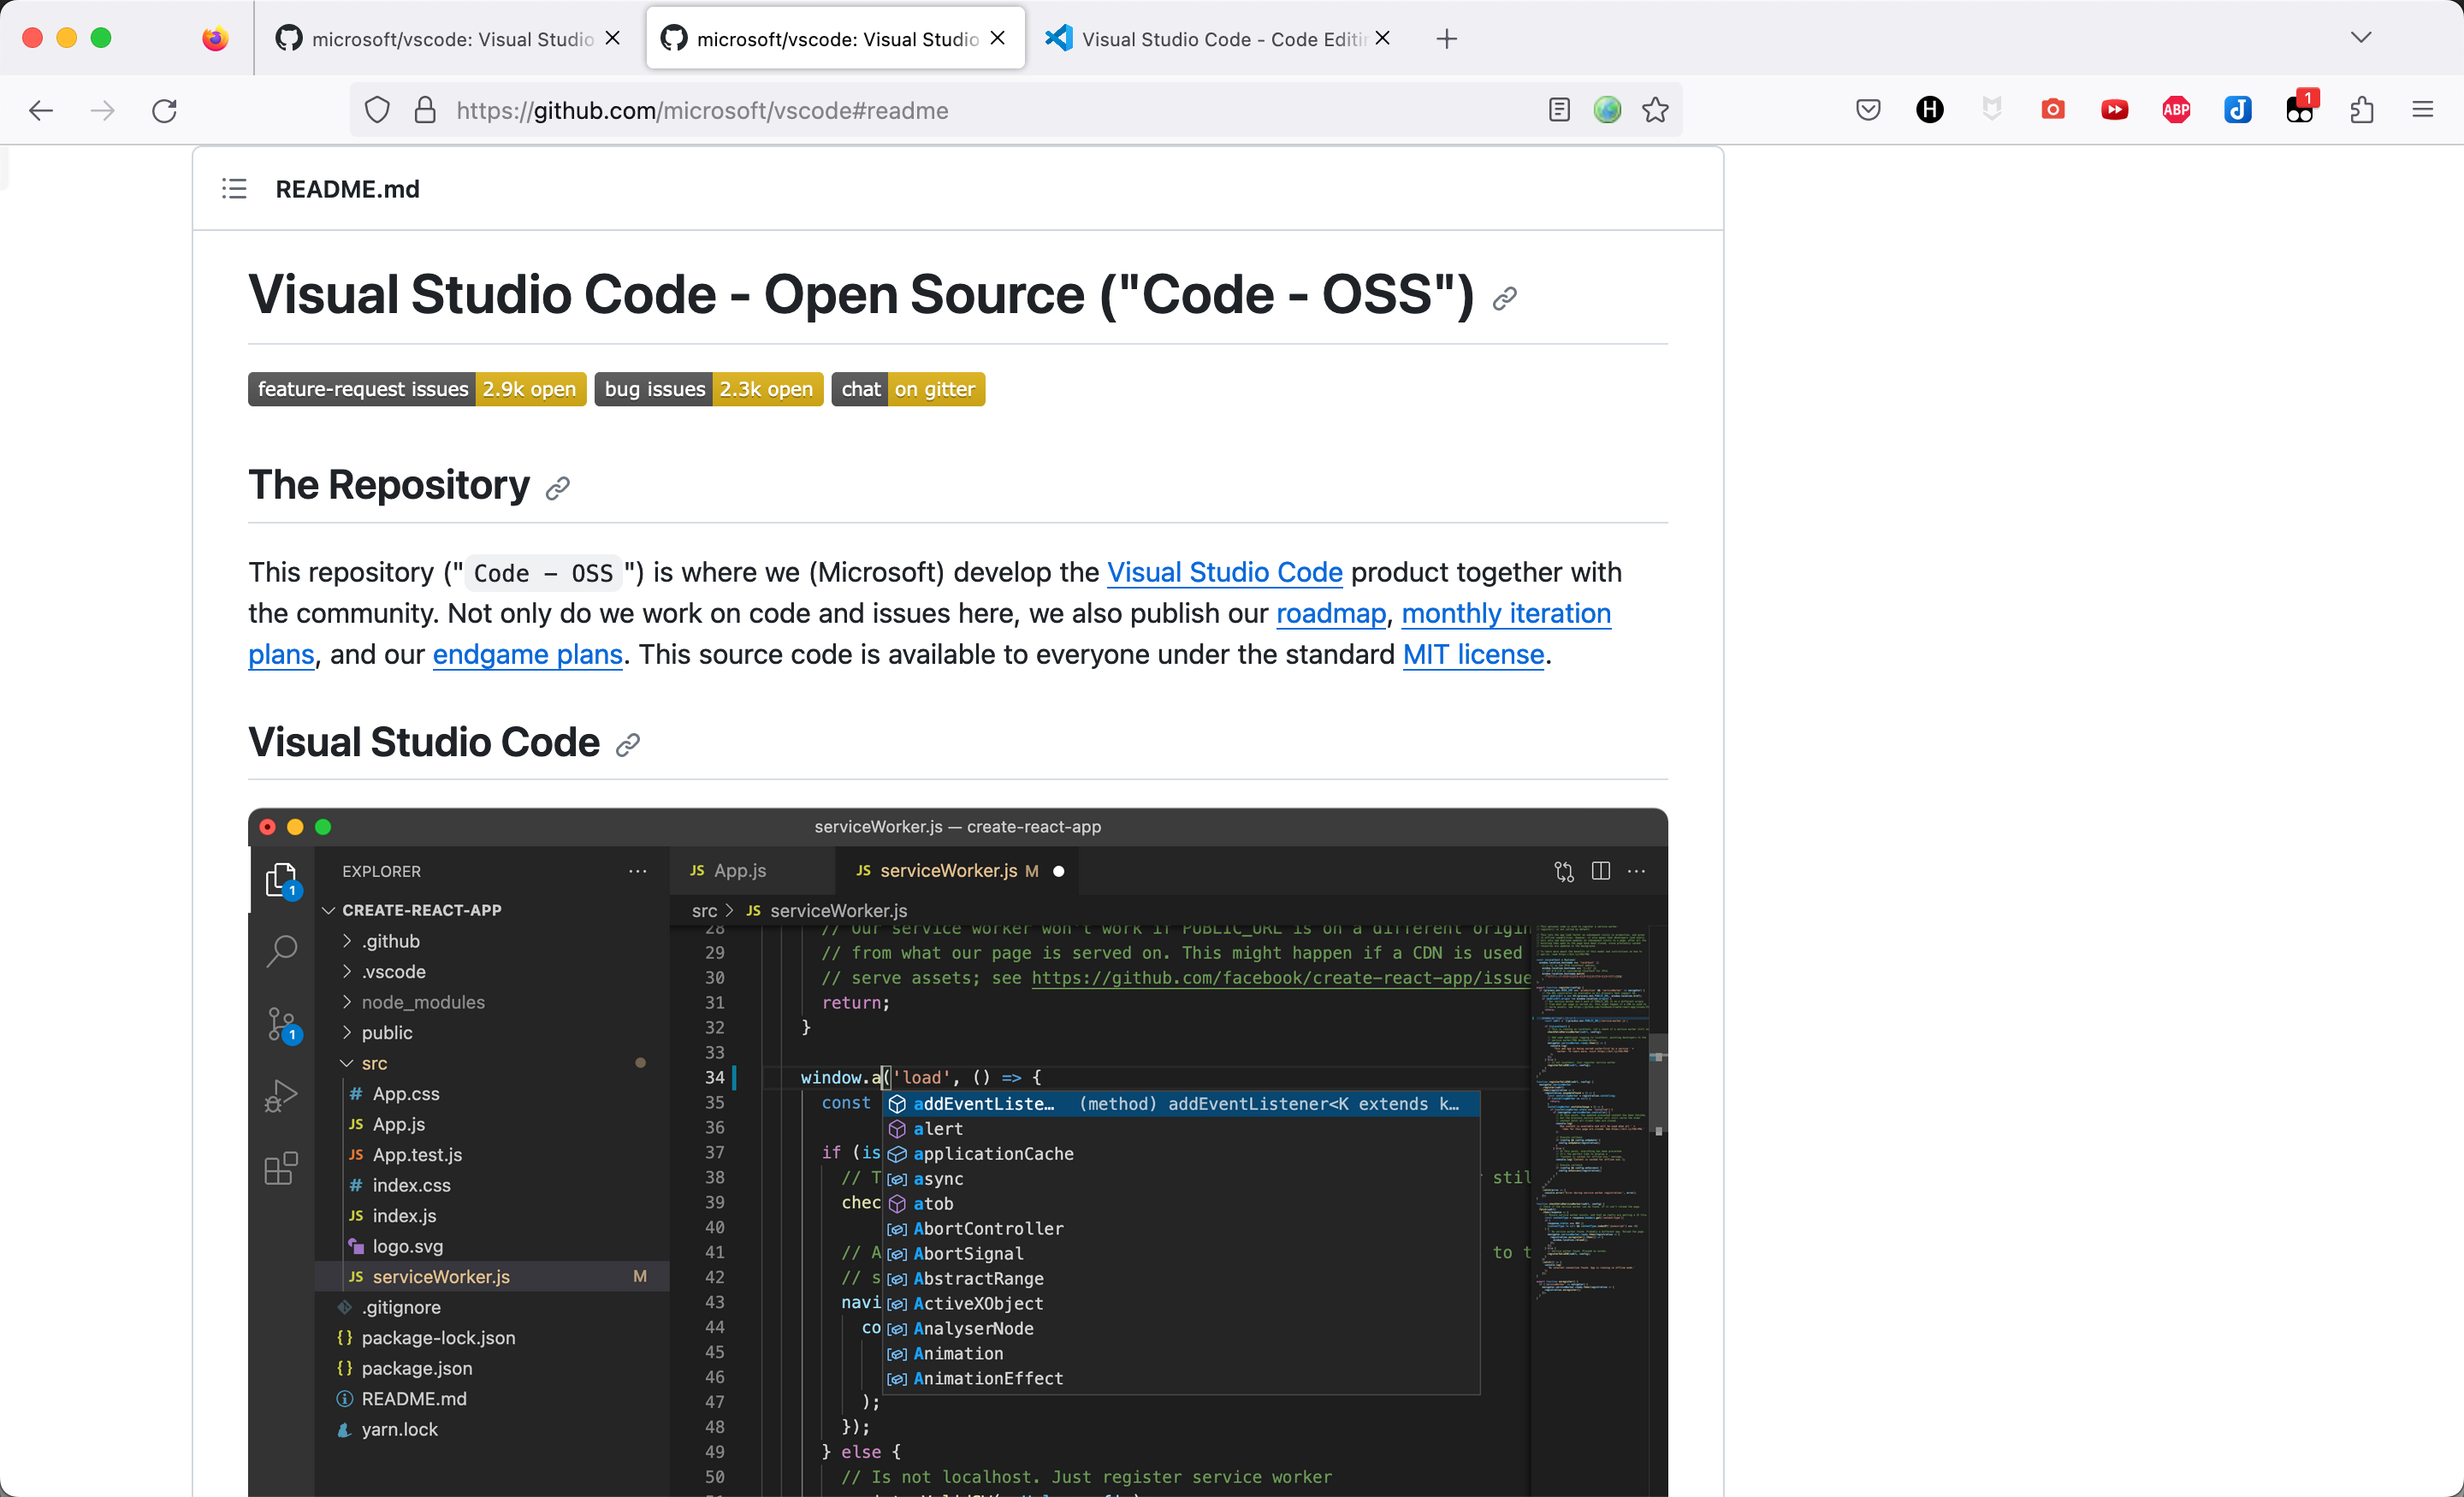 microsoft/vscode: Visual Studio
microsoft/vscode: Visual Studio
Visual Studio Code - Code Editin
https://github.com/microsoft/vscode#readme
H
ABP
1
README.md
Visual Studio Code - Open Source ("Code - OSS")
feature-request issues 2.9k open bug issues 2.3k open chat on gitter
The Repository
This repository ("Code - OSS") is where we (Microsoft) develop the Visual Studio Code product together with
the community. Not only do we work on code and issues here, we also publish our roadmap, monthly iteration
plans, and our endgame plans. This source code is available to everyone under the standard MIT license.
Visual Studio Code
serviceWorker.js — create-react-app
1
1
EXPLORER
CREATE-REACT-APP
.github
.vscode
node_modules
public
src
# App.css
JS App.js
JS App.test.js
# index.css
JS index.js
logo.svg
JS serviceWorker.js M
.gitignore
{} package-lock.json
{} package.json
README.md
yarn.lock
JS App.js
JS serviceWorker.js M
src > JS serviceWorker.js
28 // Our service worker won't work if PUBLIC_URL is on a different origin
29 // from what our page is served on. This might happen if a CDN is used
30 // serve assets; see https://github.com/facebook/create-react-app/issue
31 return;
32 }
33
34 window.a('load', () => {
35 const
36
37 if (is
38 // T stil
39 chec
40
41 // A to t
42 // s
43 navi
44 co
45
46
47 );
48 });
49 } else {
50 // Is not localhost. Just register service worker
addEventListe… (method) addEventListener<K extends k…
alert
applicationCache
async
atob
AbortController
AbortSignal
AbstractRange
ActiveXObject
AnalyserNode
Animation
AnimationEffect